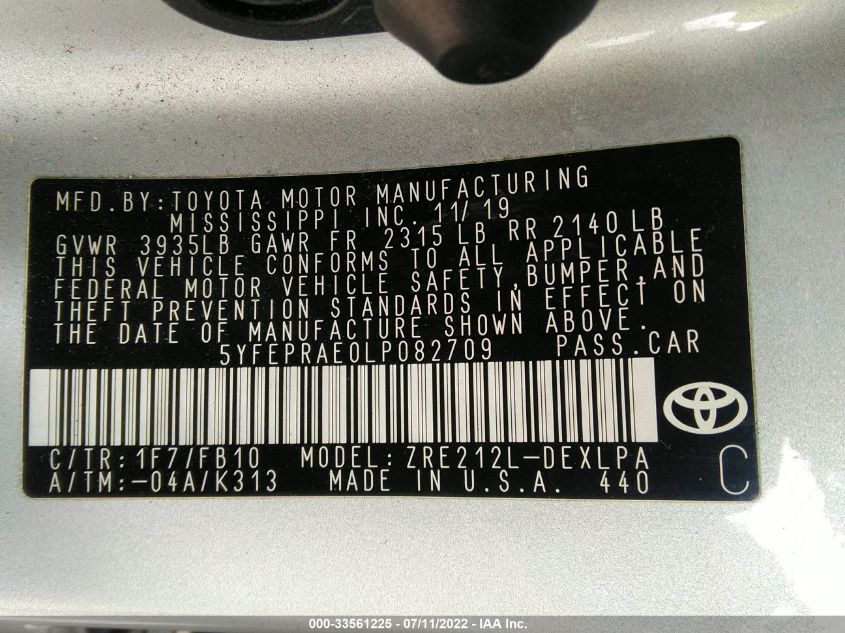 MFD.BY:TOYOTA MOTOR MANUFACTURING
MISSISSIPPI INC. 11/19
GVWR 3935LB GAWR FR 2315 LB RR 2140 LB
THIS VEHICLE CONFORMS TO ALL APPLICABLE
FEDERAL MOTOR VEHICLE SAFETY,BUMPER,AND
THEFT PREVENTION STANDARDS IN EFFECT ON
THE DATE OF MANUFACTURE SHOWN ABOVE.
5YFEPRAE0LP082709 PASS.CAR
C/TR:1F7/FB10 MODEL:ZRE212L-DEXLPA
A/TM:-04A/K313 MADE IN U.S.A. 440 C
000-33561225 - 07/11/2022 - IAA Inc.